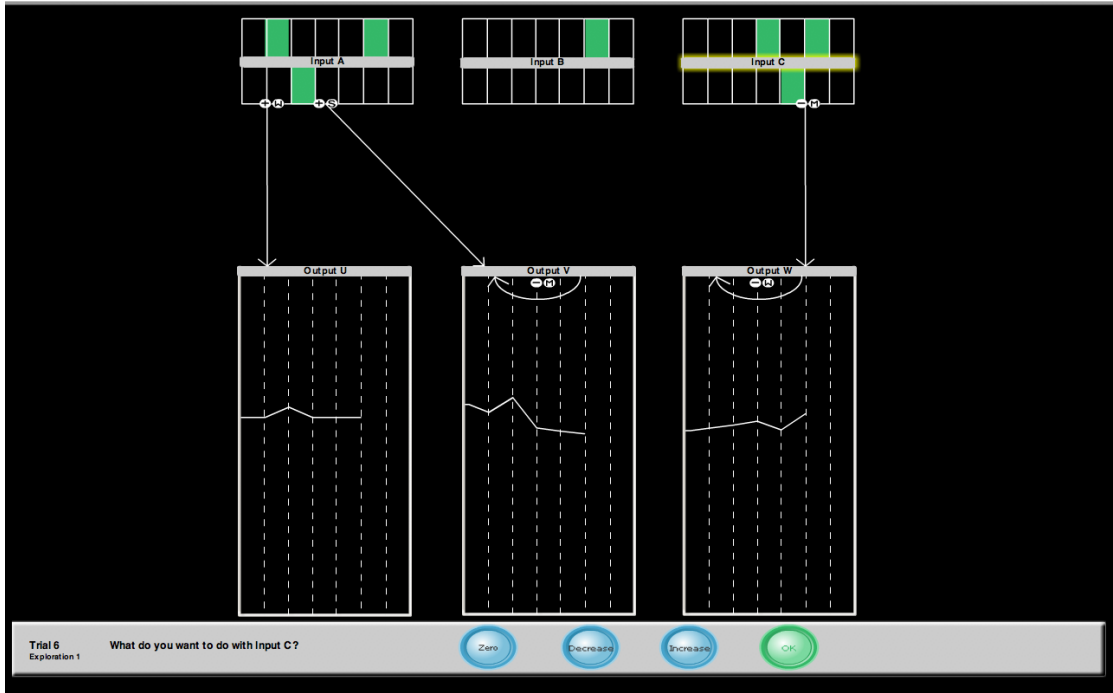 Input A
Input B
Input C
+ W
+ S
- M
Output U
Output V
Output W
- M
- W
Trial 6
What do you want to do with Input C?
Exploration 1
Zero
Decrease
Increase
OK